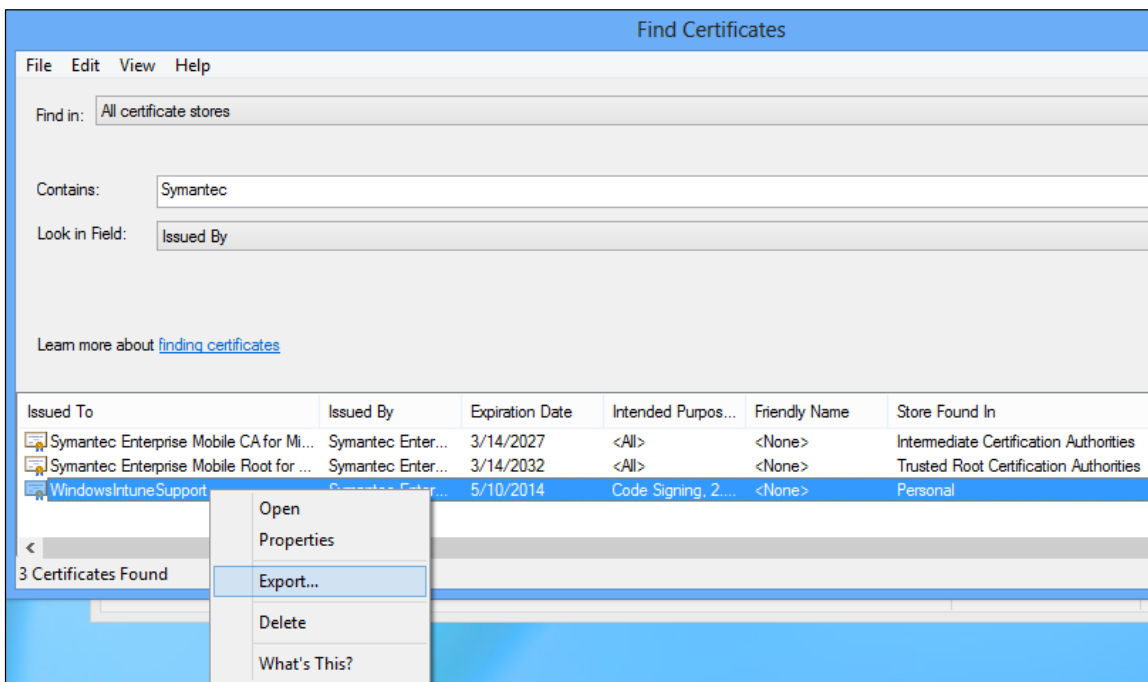 Find Certificates
File Edit View Help
Find in: All certificate stores
Contains: Symantec
Look in Field: Issued By
Learn more about finding certificates
Issued To Issued By Expiration Date Intended Purpos... Friendly Name Store Found In
Symantec Enterprise Mobile CA for Mi... Symantec Enter... 3/14/2027 <All> <None> Intermediate Certification Authorities
Symantec Enterprise Mobile Root for ... Symantec Enter... 3/14/2032 <All> <None> Trusted Root Certification Authorities
WindowsIntuneSupport Symantec Enter... 5/10/2014 Code Signing, 2.... <None> Personal
Open
Properties
3 Certificates Found
Export...
Delete
What's This?